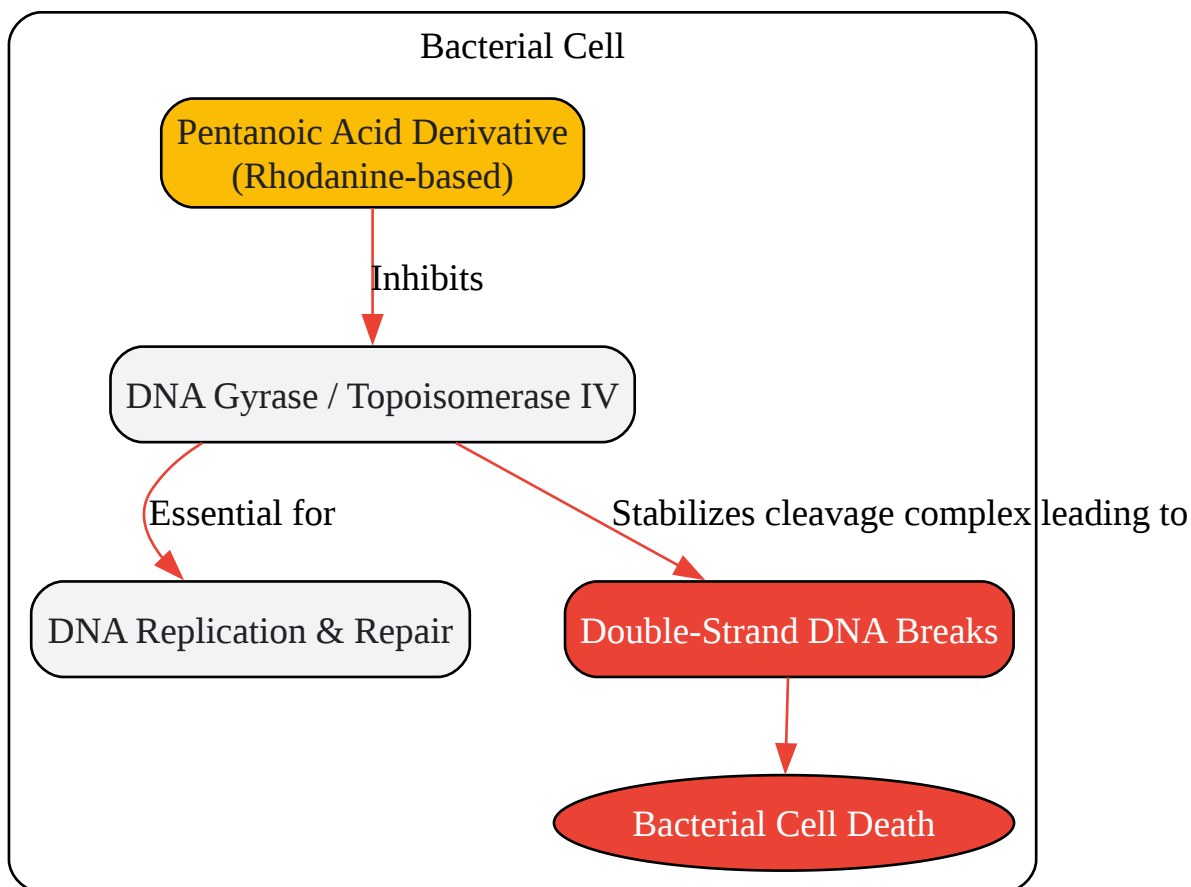 Bacterial Cell
Pentanoic Acid Derivative
(Rhodanine-based)
Inhibits
DNA Gyrase / Topoisomerase IV
Essential for
Stabilizes cleavage complex leading to
DNA Replication & Repair
Double-Strand DNA Breaks
Bacterial Cell Death